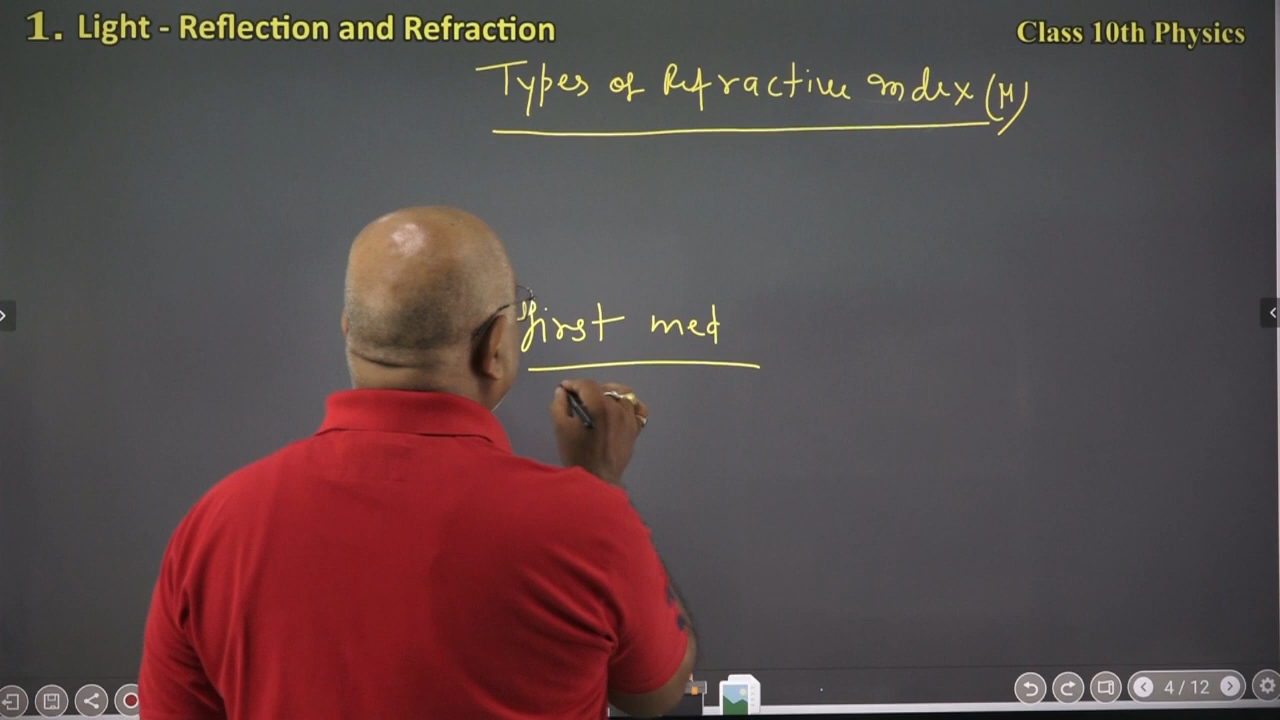 1. Light - Reflection and Refraction
Class 10th Physics
Types of Refractive index (μ)
first med
4 / 12